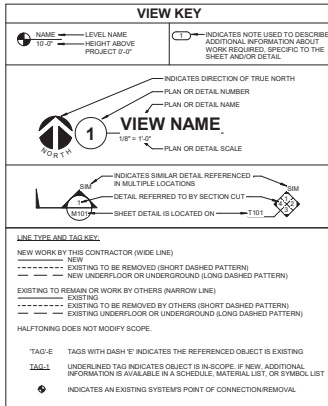 VIEW KEY
NAME
10'-0"
LEVEL NAME
HEIGHT ABOVE
PROJECT 0'-0"
1
INDICATES NOTE USED TO DESCRIBE
ADDITIONAL INFORMATION ABOUT
WORK REQUIRED, SPECIFIC TO THE
SHEET AND/OR DETAIL
INDICATES DIRECTION OF TRUE NORTH
PLAN OR DETAIL NUMBER
PLAN OR DETAIL NAME
NORTH
1
VIEW NAME
1/8" = 1'-0"
PLAN OR DETAIL SCALE
INDICATES SIMILAR DETAIL REFERENCED
IN MULTIPLE LOCATIONS
SIM
SIM
1
DETAIL REFERRED TO BY SECTION CUT
1
4 2
3
M101
SHEET DETAIL IS LOCATED ON
T101
LINE TYPE AND TAG KEY:
NEW WORK BY THIS CONTRACTOR (WIDE LINE)
NEW
EXISTING TO BE REMOVED (SHORT DASHED PATTERN)
NEW UNDERFLOOR OR UNDERGROUND (LONG DASHED PATTERN)
EXISTING TO REMAIN OR WORK BY OTHERS (NARROW LINE)
EXISTING
EXISTING TO BE REMOVED BY OTHERS (SHORT DASHED PATTERN)
EXISTING UNDERFLOOR OR UNDERGROUND (LONG DASHED PATTERN)
HALFTONING DOES NOT MODIFY SCOPE.
'TAG'-E TAGS WITH DASH 'E' INDICATES THE REFERENCED OBJECT IS EXISTING
TAG-1 UNDERLINED TAG INDICATES OBJECT IS IN-SCOPE. IF NEW, ADDITIONAL
INFORMATION IS AVAILABLE IN A SCHEDULE, MATERIAL LIST, OR SYMBOL LIST
INDICATES AN EXISTING SYSTEM'S POINT OF CONNECTION/REMOVAL